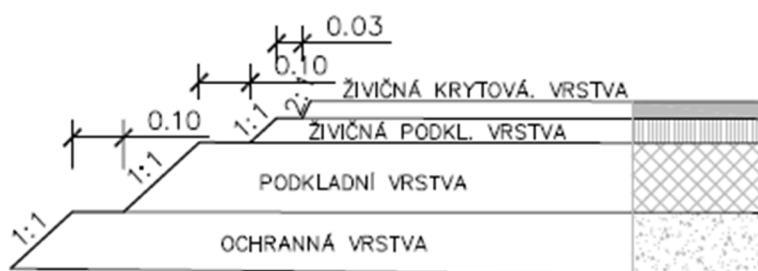 0.03
0.10
ŽIVIČNÁ KRYTOVÁ. VRSTVA
2:1
0.10
1:1
ŽIVIČNÁ PODKL. VRSTVA
1:1
PODKLADNÍ VRSTVA
1:1
OCHRANNÁ VRSTVA